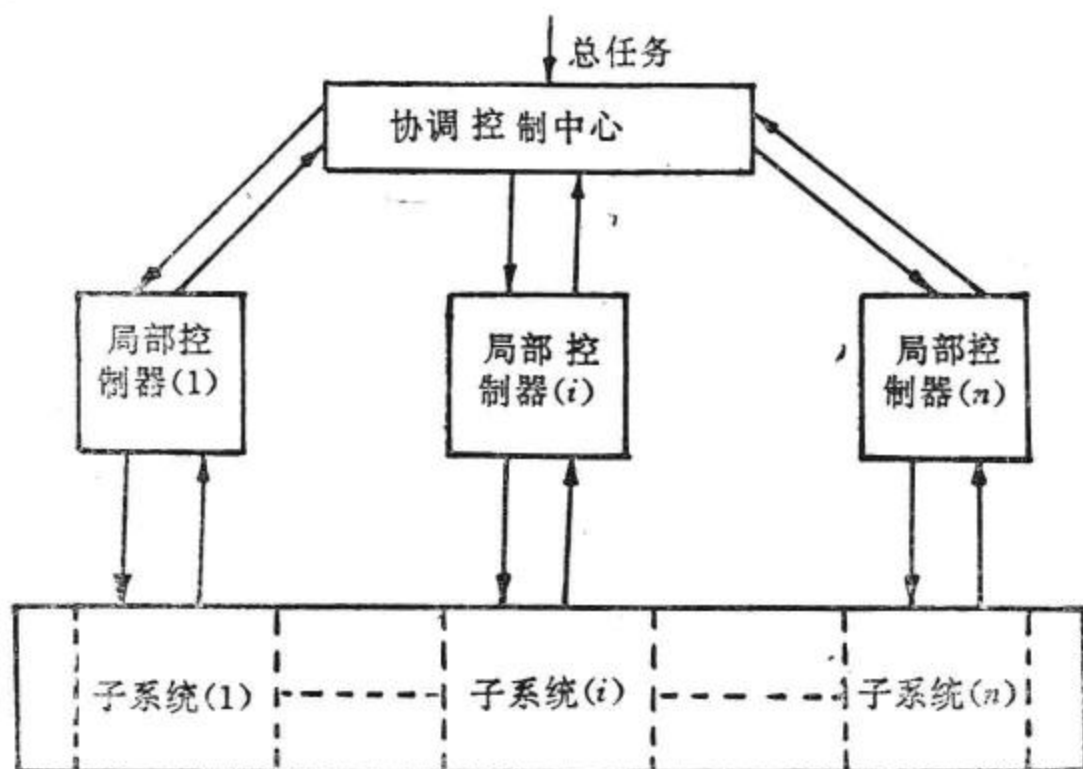 总任务
协调控制中心
局部控
制器(1)
局部控
制器(i)
局部控
制器(n)
子系统(1)
子系统(i)
子系统(n)